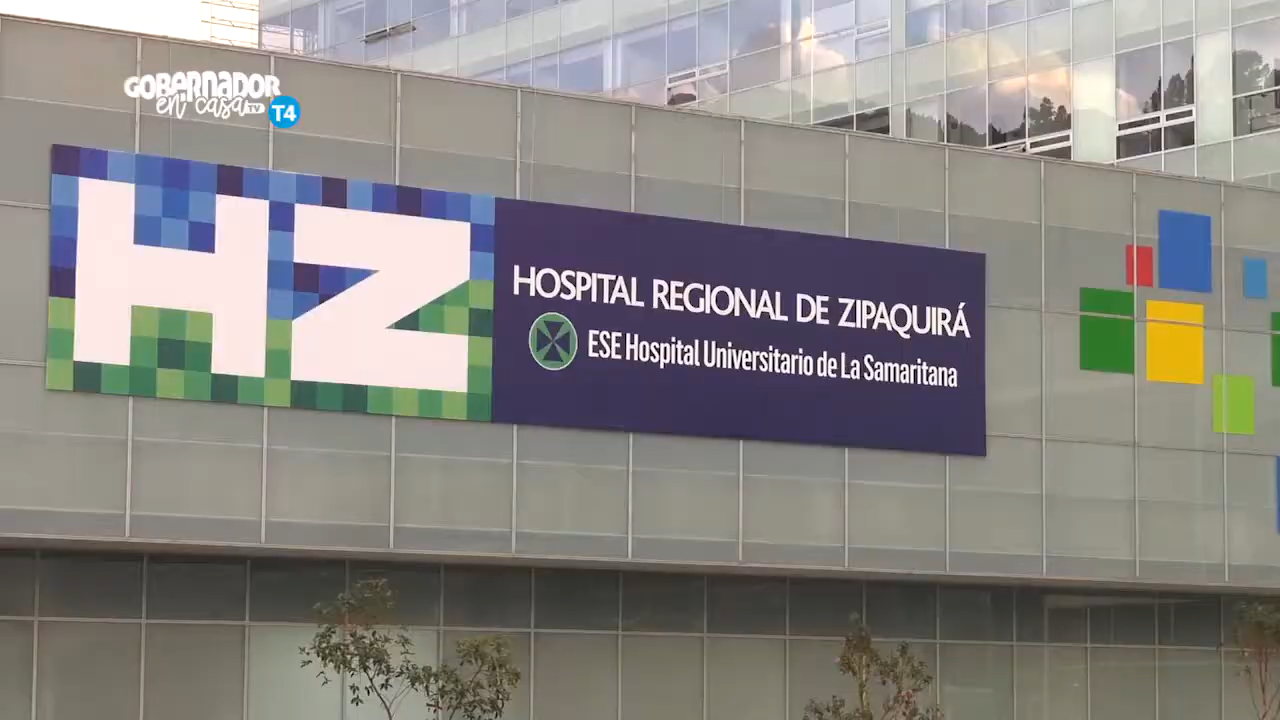 GOBERNADOR
en casa TV T4
HZ
HOSPITAL REGIONAL DE ZIPAQUIRÁ
ESE Hospital Universitario de La Samaritana